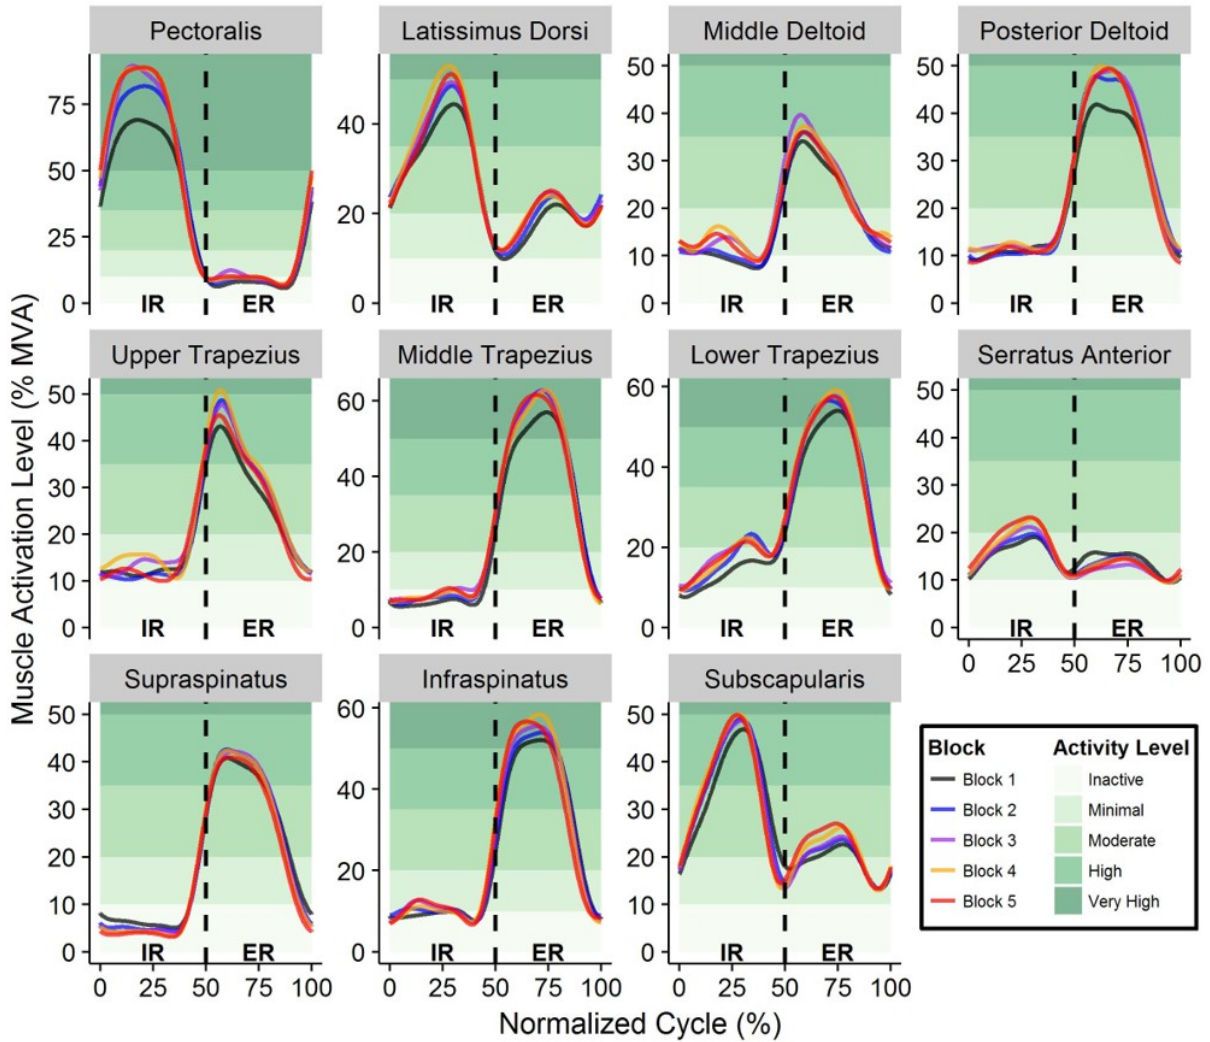 Muscle Activation Level (% MVA)
Pectoralis
75
50
25
0
IR ER
Latissimus Dorsi
40
20
0
IR ER
Middle Deltoid
50
40
30
20
10
0
IR ER
Posterior Deltoid
50
40
30
20
10
0
IR ER
Upper Trapezius
50
40
30
20
10
0
IR ER
Middle Trapezius
60
40
20
0
IR ER
Lower Trapezius
60
40
20
0
IR ER
Serratus Anterior
50
40
30
20
10
0
IR ER
0 25 50 75 100
Supraspinatus
50
40
30
20
10
0
IR ER
0 25 50 75 100
Infraspinatus
60
40
20
0
IR ER
0 25 50 75 100
Subscapularis
50
40
30
20
10
0
IR ER
0 25 50 75 100
Block Activity Level
Block 1 Inactive
Block 2 Minimal
Block 3 Moderate
Block 4 High
Block 5 Very High
Normalized Cycle (%)